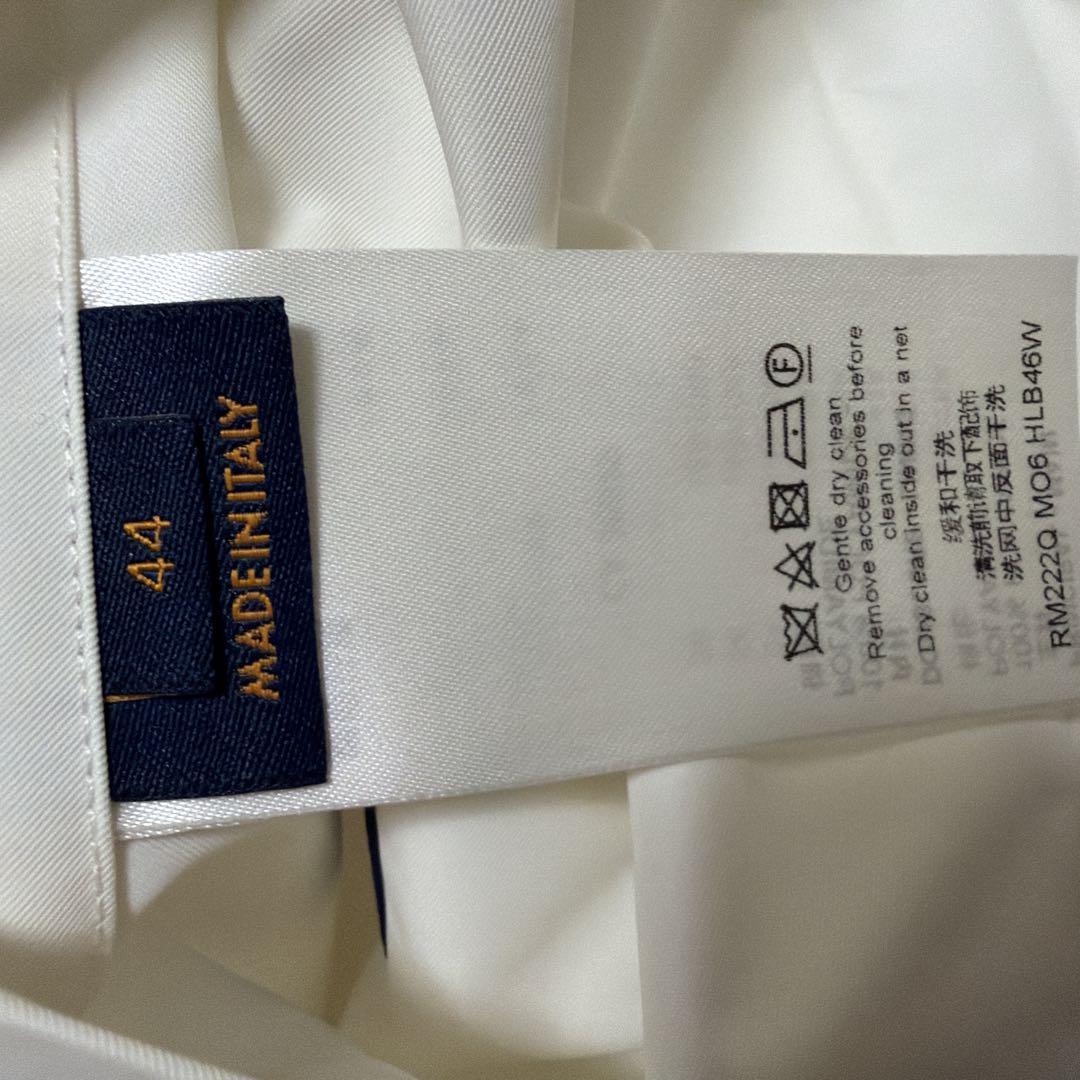 44
MADE IN ITALY
F
Gentle dry clean
Remove accessories before
cleaning
Dry clean inside out in a net
缓和干洗
清洗前请取下配饰
洗网中反面干洗
RM222Q MO6 HLB46W